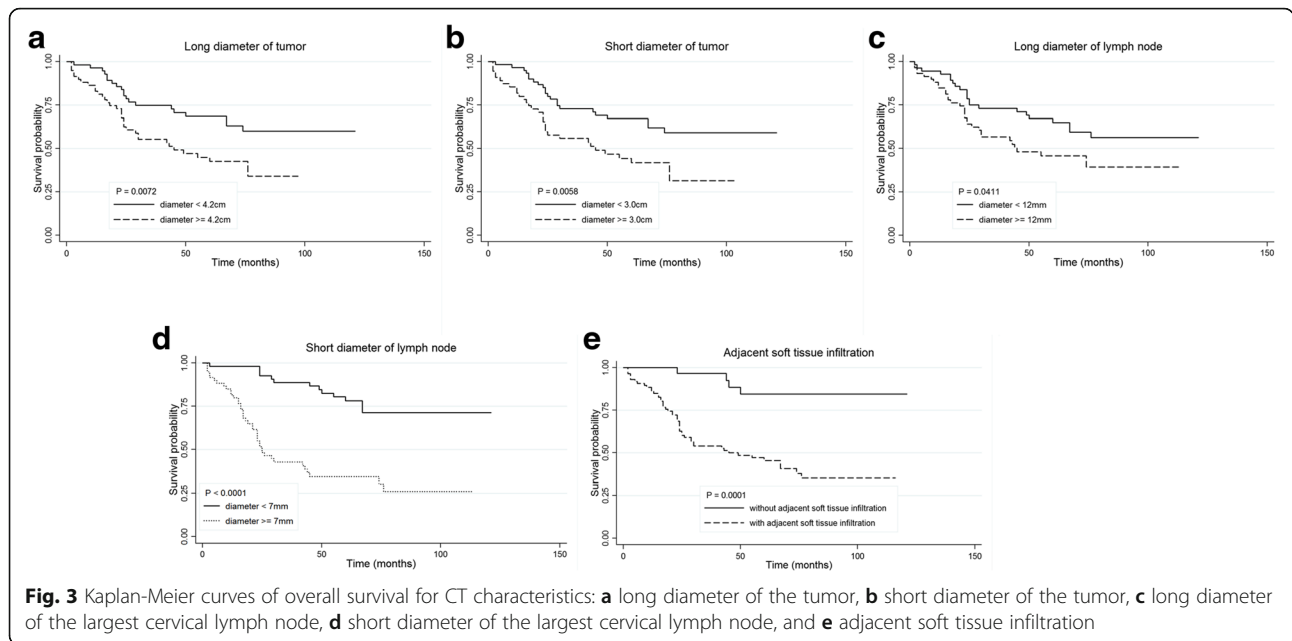 a
Long diameter of tumor
Survival probability
1.00
0.75
0.50
0.25
0.00
P = 0.0072
diameter < 4.2cm
diameter >= 4.2cm
0 50 100 150
Time (months)
b
Short diameter of tumor
Survival probability
1.00
0.75
0.50
0.25
0.00
P = 0.0058
diameter < 3.0cm
diameter >= 3.0cm
0 50 100 150
Time (months)
c
Long diameter of lymph node
Survival probability
1.00
0.75
0.50
0.25
0.00
P = 0.0411
diameter < 12mm
diameter >= 12mm
0 50 100 150
Time (months)
d
Short diameter of lymph node
Survival probability
1.00
0.75
0.50
0.25
0.00
P < 0.0001
diameter < 7mm
diameter >= 7mm
0 50 100 150
Time (months)
e
Adjacent soft tissue infiltration
Survival probability
1.00
0.75
0.50
0.25
0.00
P = 0.0001
without adjacent soft tissue infiltration
with adjacent soft tissue infiltration
0 50 100 150
Time (months)
Fig. 3 Kaplan-Meier curves of overall survival for CT characteristics: a long diameter of the tumor, b short diameter of the tumor, c long diameter
of the largest cervical lymph node, d short diameter of the largest cervical lymph node, and e adjacent soft tissue infiltration